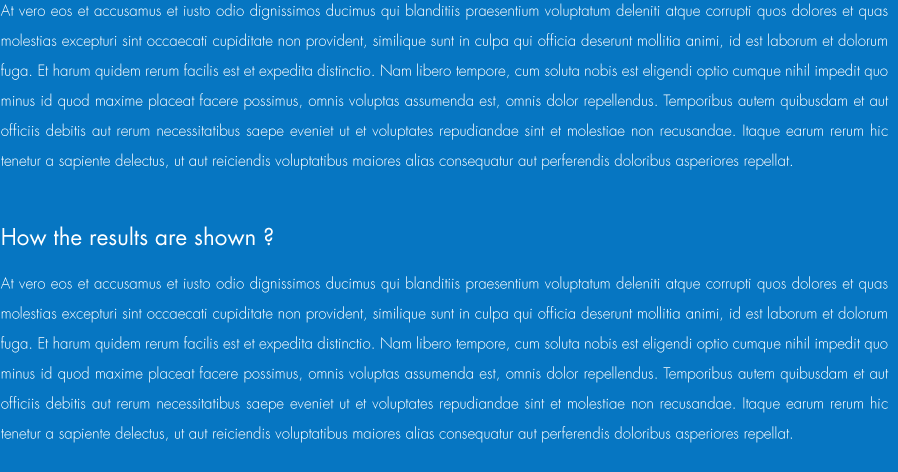 At vero eos et accusamus et iusto odio dignissimos ducimus qui blanditiis praesentium voluptatum deleniti atque corrupti quos dolores et quas
molestias excepturi sint occaecati cupiditate non provident, similique sunt in culpa qui officia deserunt mollitia animi, id est laborum et dolorum
fuga. Et harum quidem rerum facilis est et expedita distinctio. Nam libero tempore, cum soluta nobis est eligendi optio cumque nihil impedit quo
minus id quod maxime placeat facere possimus, omnis voluptas assumenda est, omnis dolor repellendus. Temporibus autem quibusdam et aut
officiis debitis aut rerum necessitatibus saepe eveniet ut et voluptates repudiandae sint et molestiae non recusandae. Itaque earum rerum hic
tenetur a sapiente delectus, ut aut reiciendis voluptatibus maiores alias consequatur aut perferendis doloribus asperiores repellat.
How the results are shown ?
At vero eos et accusamus et iusto odio dignissimos ducimus qui blanditiis praesentium voluptatum deleniti atque corrupti quos dolores et quas
molestias excepturi sint occaecati cupiditate non provident, similique sunt in culpa qui officia deserunt mollitia animi, id est laborum et dolorum
fuga. Et harum quidem rerum facilis est et expedita distinctio. Nam libero tempore, cum soluta nobis est eligendi optio cumque nihil impedit quo
minus id quod maxime placeat facere possimus, omnis voluptas assumenda est, omnis dolor repellendus. Temporibus autem quibusdam et aut
officiis debitis aut rerum necessitatibus saepe eveniet ut et voluptates repudiandae sint et molestiae non recusandae. Itaque earum rerum hic
tenetur a sapiente delectus, ut aut reiciendis voluptatibus maiores alias consequatur aut perferendis doloribus asperiores repellat.